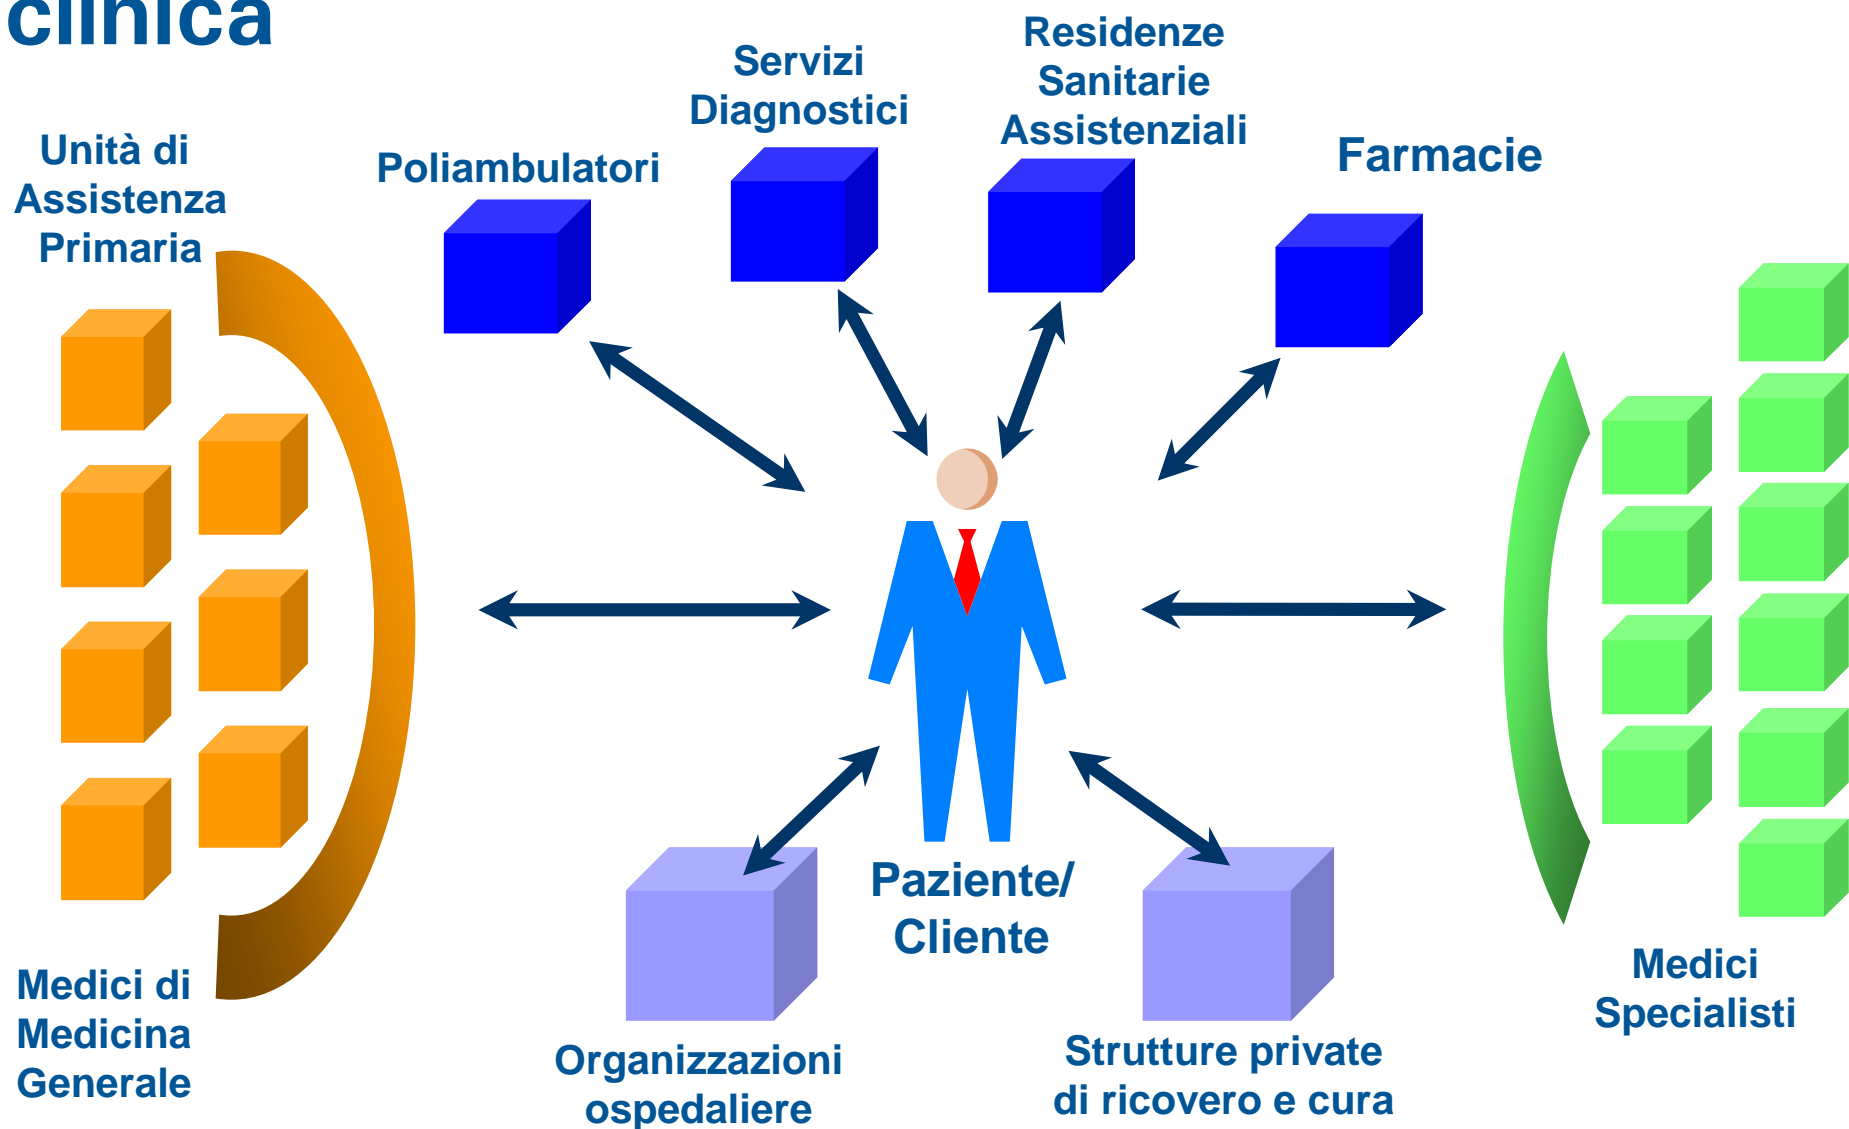 clinica
Servizi
Diagnostici
Residenze
Sanitarie
Assistenziali
Unità di
Assistenza
Primaria
Poliambulatori
Farmacie
Paziente/
Cliente
Medici di
Medicina
Generale
Organizzazioni
ospedaliere
Strutture private
di ricovero e cura
Medici
Specialisti